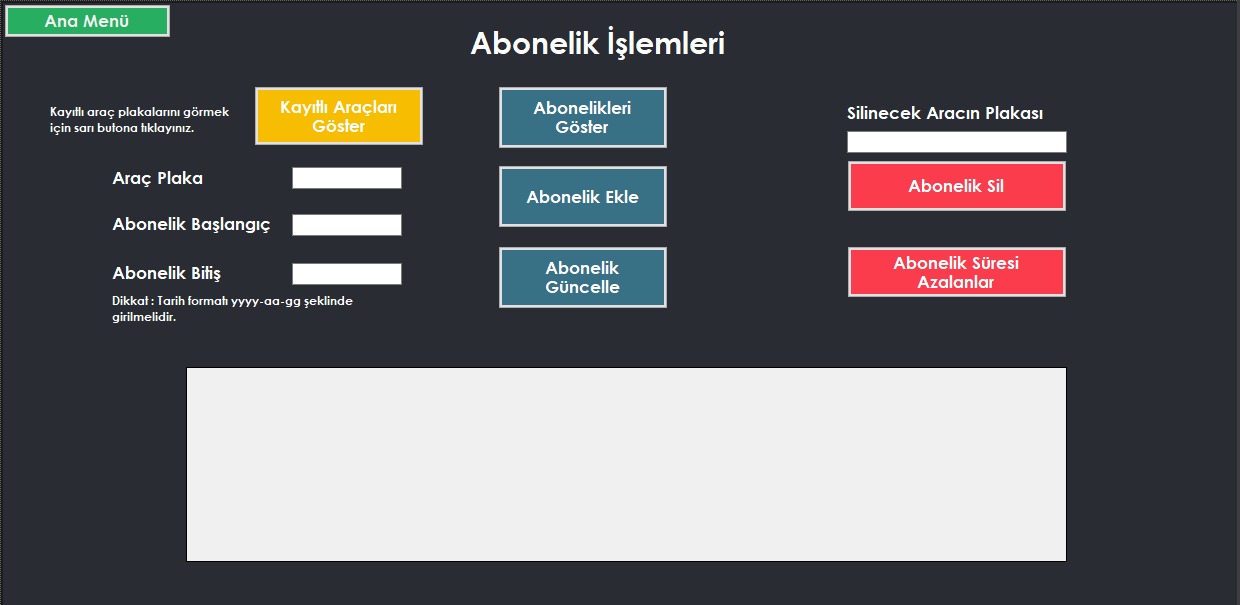 Ana Menü
Abonelik İşlemleri
Kayıtlı araç plakalarını görmek
için sarı butona tıklayınız.
Kayıtlı Araçları
Göster
Araç Plaka
Abonelik Başlangıç
Abonelik Bitiş
Dikkat : Tarih formatı yyyy-aa-gg şeklinde
girilmelidir.
Abonelikleri
Göster
Abonelik Ekle
Abonelik
Güncelle
Silinecek Aracın Plakası
Abonelik Sil
Abonelik Süresi
Azalanlar